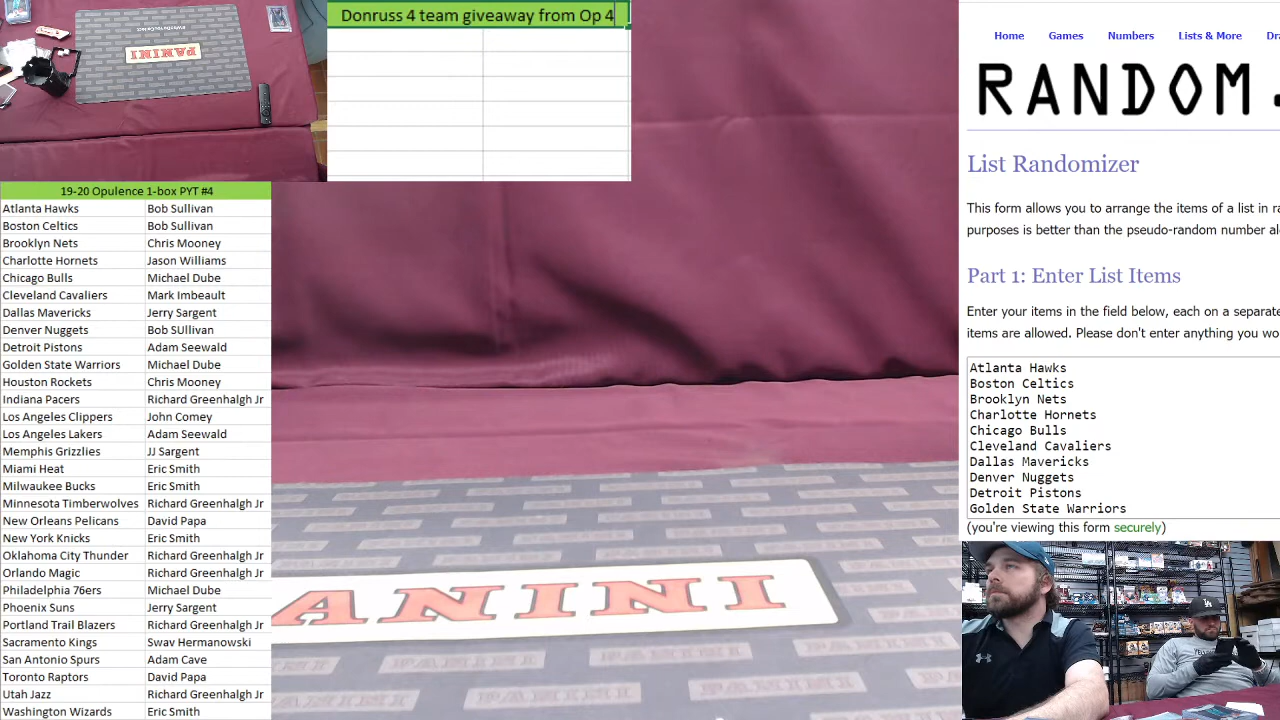 PANINI
Donruss 4 team giveaway from Op 4
19-20 Opulence 1-box PYT #4
Atlanta Hawks Bob Sullivan
Boston Celtics Bob Sullivan
Brooklyn Nets Chris Mooney
Charlotte Hornets Jason Williams
Chicago Bulls Michael Dube
Cleveland Cavaliers Mark Imbeault
Dallas Mavericks Jerry Sargent
Denver Nuggets Bob SUllivan
Detroit Pistons Adam Seewald
Golden State Warriors Michael Dube
Houston Rockets Chris Mooney
Indiana Pacers Richard Greenhalgh Jr
Los Angeles Clippers John Comey
Los Angeles Lakers Adam Seewald
Memphis Grizzlies JJ Sargent
Miami Heat Eric Smith
Milwaukee Bucks Eric Smith
Minnesota Timberwolves Richard Greenhalgh Jr
New Orleans Pelicans David Papa
New York Knicks Eric Smith
Oklahoma City Thunder Richard Greenhalgh Jr
Orlando Magic Richard Greenhalgh Jr
Philadelphia 76ers Michael Dube
Phoenix Suns Jerry Sargent
Portland Trail Blazers Richard Greenhalgh Jr
Sacramento Kings Swav Hermanowski
San Antonio Spurs Adam Cave
Toronto Raptors David Papa
Utah Jazz Richard Greenhalgh Jr
Washington Wizards Eric Smith
ANINI
Home Games Numbers Lists & More Dr
RANDOM.
List Randomizer
This form allows you to arrange the items of a list in ra
purposes is better than the pseudo-random number al
Part 1: Enter List Items
Enter your items in the field below, each on a separate
items are allowed. Please don't enter anything you wo
Atlanta Hawks
Boston Celtics
Brooklyn Nets
Charlotte Hornets
Chicago Bulls
Cleveland Cavaliers
Dallas Mavericks
Denver Nuggets
Detroit Pistons
Golden State Warriors
(you're viewing this form securely)